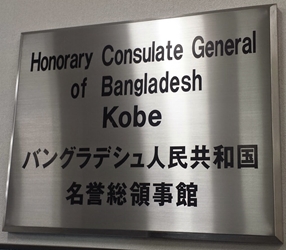 Honorary Consulate General
of Bangladesh
Kobe
バングラデシュ人民共和国
名誉総領事館